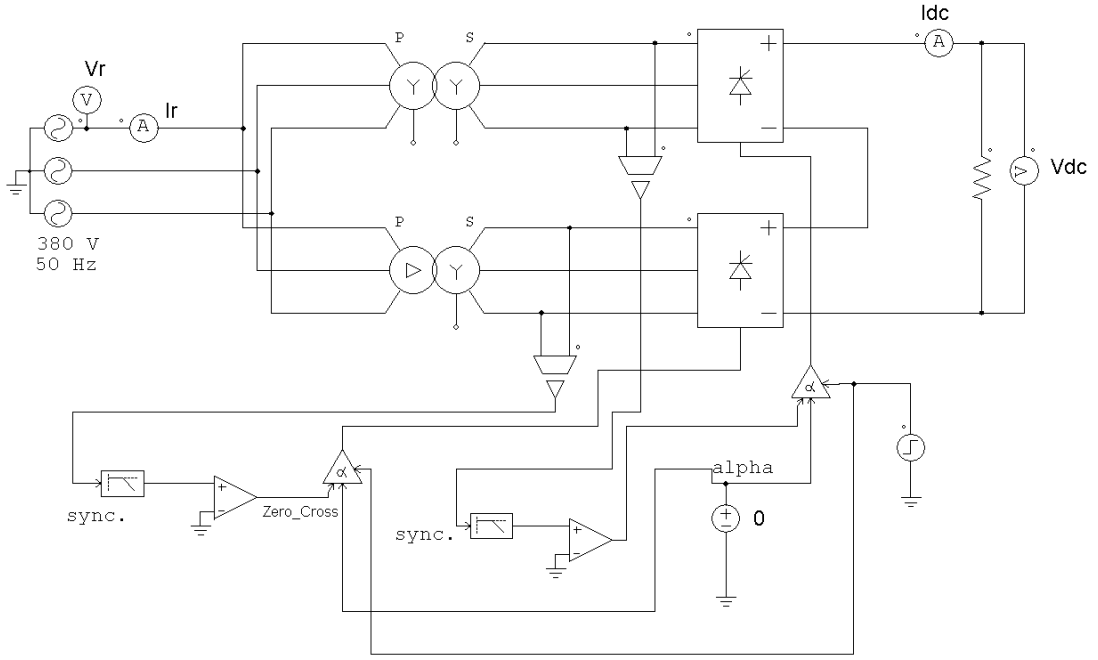 Idc
A
P S
Vr
V
Ir
A
Y Y
+
−
Vdc
V
380 V
50 Hz
P S
Y
+
−
α
alpha
α
sync.
+
−
Zero_Cross
sync.
+
−
+
−
0